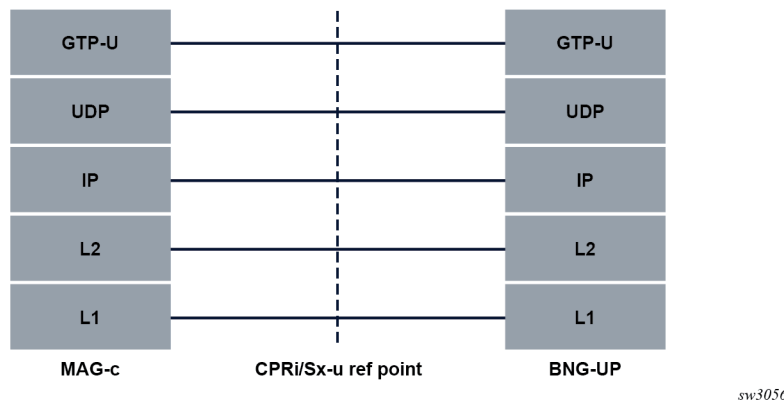 GTP-U GTP-U
UDP UDP
IP IP
L2 L2
L1 L1
MAG-c CPRi/Sx-u ref point BNG-UP